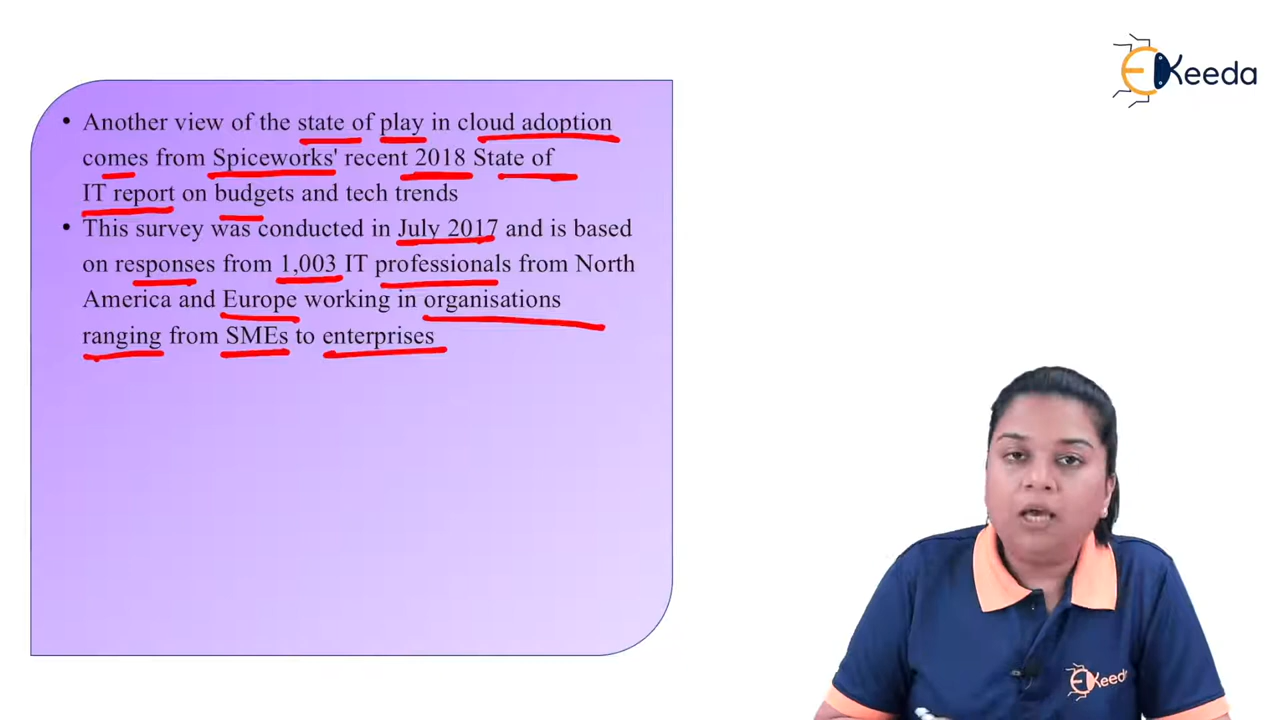 EKeeda
• Another view of the state of play in cloud adoption
comes from Spiceworks' recent 2018 State of
IT report on budgets and tech trends
• This survey was conducted in July 2017 and is based
on responses from 1,003 IT professionals from North
America and Europe working in organisations
ranging from SMEs to enterprises
EKeeda